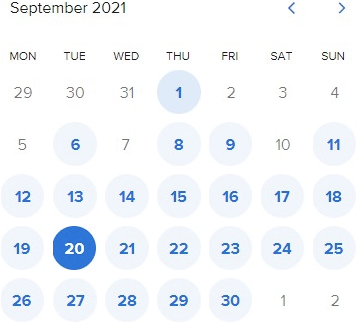 September 2021
MON TUE WED THU FRI SAT SUN
29 30 31 1 2 3 4
5 6 7 8 9 10 11
12 13 14 15 16 17 18
19 20 21 22 23 24 25
26 27 28 29 30 1 2